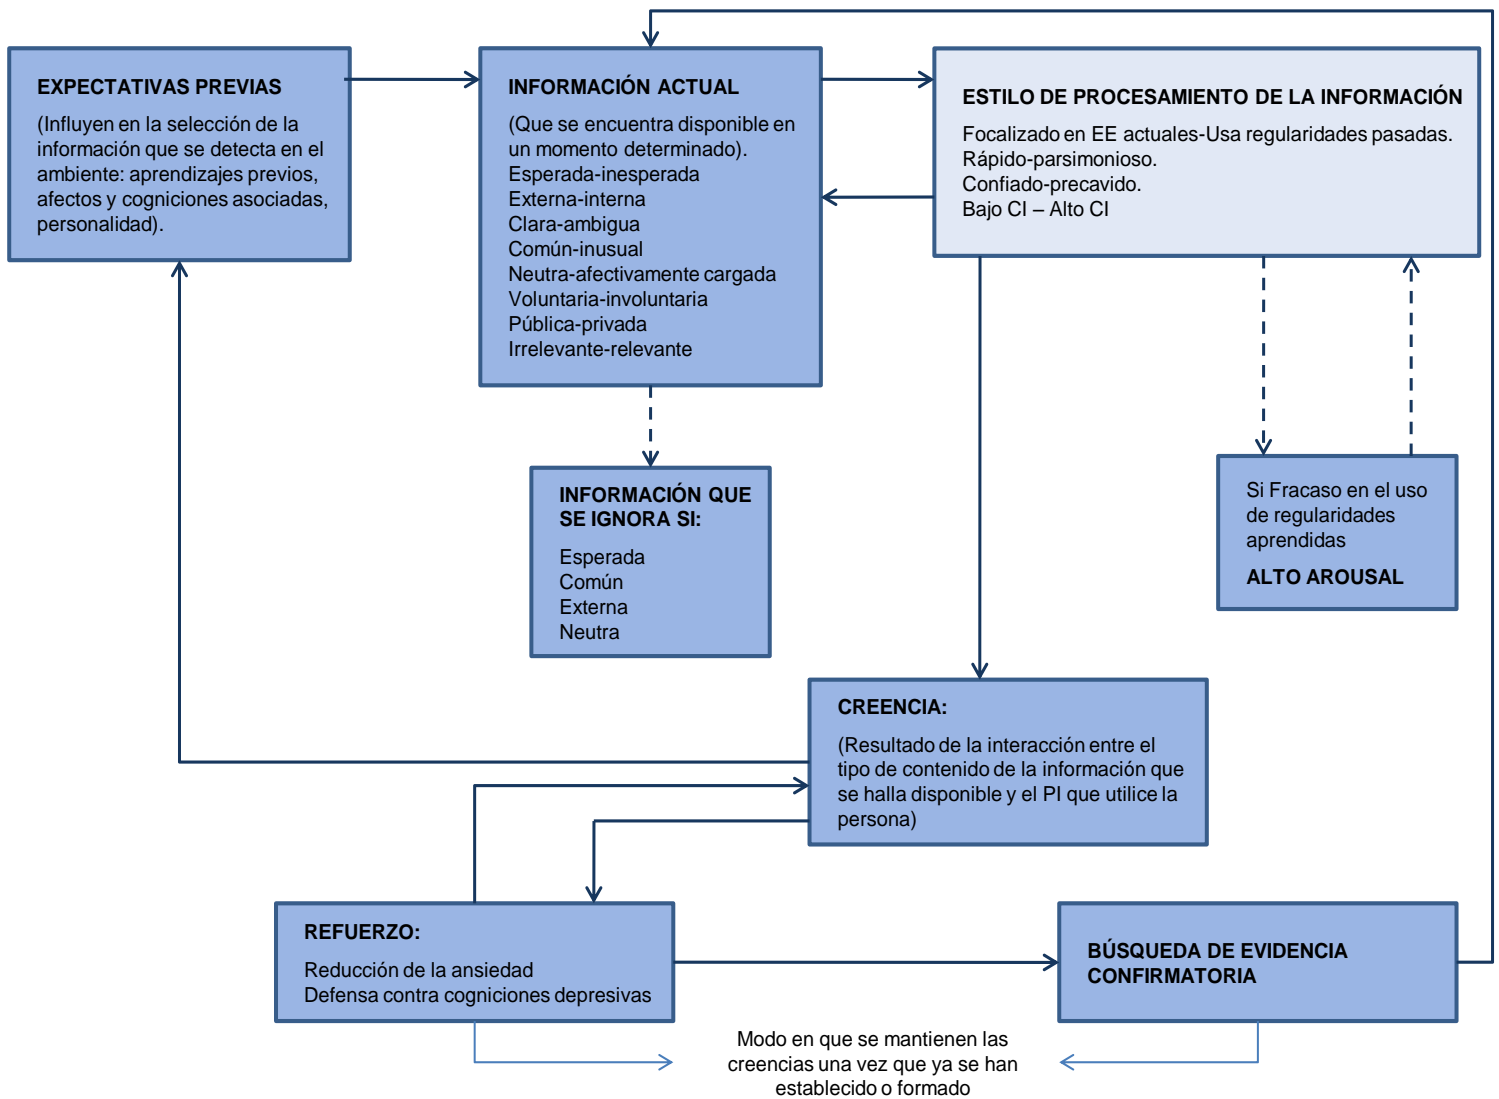 EXPECTATIVAS PREVIAS
(Influyen en la selección de la
información que se detecta en el
ambiente: aprendizajes previos,
afectos y cogniciones asociadas,
personalidad).
INFORMACIÓN ACTUAL
(Que se encuentra disponible en
un momento determinado).
Esperada-inesperada
Externa-interna
Clara-ambigua
Común-inusual
Neutra-afectivamente cargada
Voluntaria-involuntaria
Pública-privada
Irrelevante-relevante
ESTILO DE PROCESAMIENTO DE LA INFORMACIÓN
Focalizado en EE actuales-Usa regularidades pasadas.
Rápido-parsimonioso.
Confiado-precavido.
Bajo CI – Alto CI
INFORMACIÓN QUE
SE IGNORA SI:
Esperada
Común
Externa
Neutra
Si Fracaso en el uso
de regularidades
aprendidas
ALTO AROUSAL
CREENCIA:
(Resultado de la interacción entre el
tipo de contenido de la información que
se halla disponible y el PI que utilice la
persona)
REFUERZO:
Reducción de la ansiedad
Defensa contra cogniciones depresivas
BÚSQUEDA DE EVIDENCIA
CONFIRMATORIA
Modo en que se mantienen las
creencias una vez que ya se han
establecido o formado